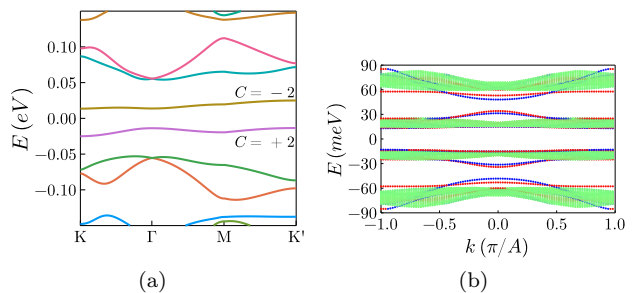 E (eV)
0.10
0.05
0.00
−0.05
−0.10
C = − 2
C = + 2
K
Γ
M
K'
(a)
E (meV)
90
60
30
0
−30
−60
−90
−1.0
−0.5
0.0
0.5
1.0
k (π/A)
(b)